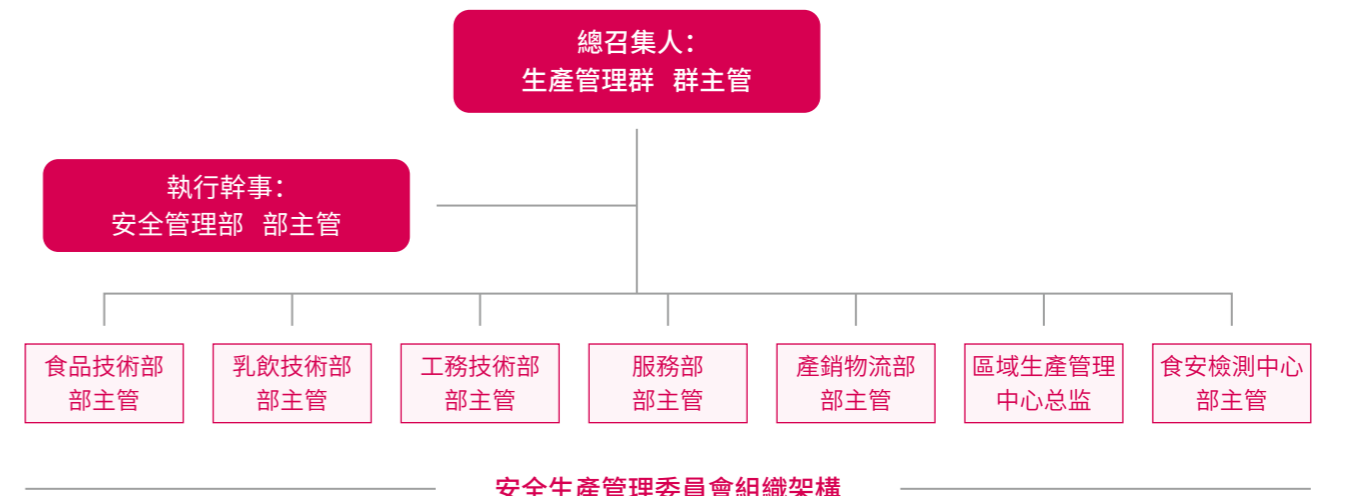 總召集人：
生產管理群 群主管
執行幹事：
安全管理部 部主管
食品技術部
部主管
乳飲技術部
部主管
工務技術部
部主管
服務部
部主管
產銷物流部
部主管
區域生產管理
中心总监
食安檢測中心
部主管
安全生產管理委員會組織架構